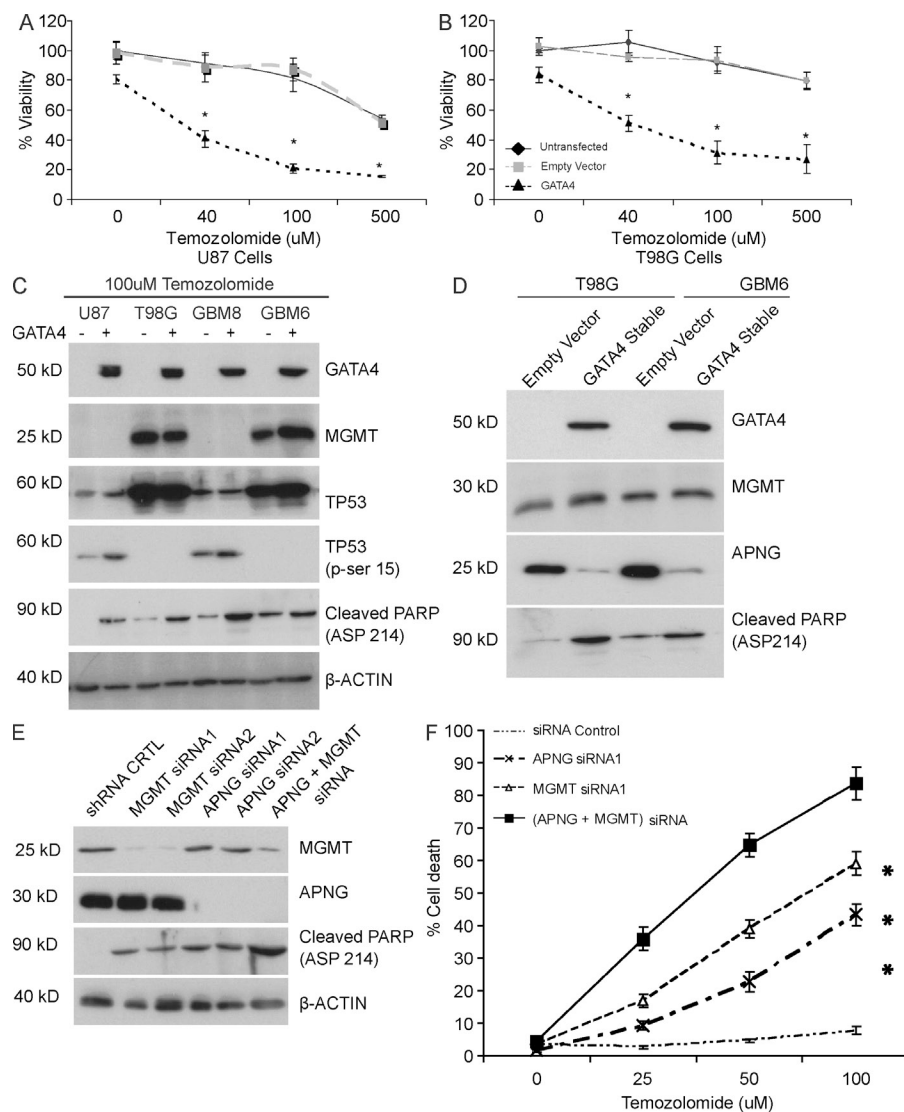 A
120
100
80
60
40
20
0
% Viability
0 40 100 500
Temozolomide (uM)
U87 Cells
* * *
B
120
100
80
60
40
20
0
% Viability
Untransfected
Empty Vector
GATA4
0 40 100 500
Temozolomide (uM)
T98G Cells
* * *
C
100uM Temozolomide
U87 T98G GBM8 GBM6
GATA4 - + - + - + - +
50 kD GATA4
25 kD MGMT
60 kD TP53
60 kD TP53
(p-ser 15)
90 kD Cleaved PARP
(ASP 214)
40 kD β-ACTIN
D
T98G GBM6
Empty Vector
GATA4 Stable
Empty Vector
GATA4 Stable
50 kD GATA4
30 kD MGMT
25 kD APNG
90 kD Cleaved PARP
(ASP214)
E
shRNA CRTL
MGMT siRNA1
MGMT siRNA2
APNG siRNA1
APNG siRNA2
APNG + MGMT
siRNA
25 kD MGMT
30 kD APNG
90 kD Cleaved PARP
(ASP 214)
40 kD β-ACTIN
F
100
90
80
70
60
50
40
30
20
10
0
% Cell death
siRNA Control
APNG siRNA1
MGMT siRNA1
(APNG + MGMT) siRNA
*
*
*
0 25 50 100
Temozolomide (uM)